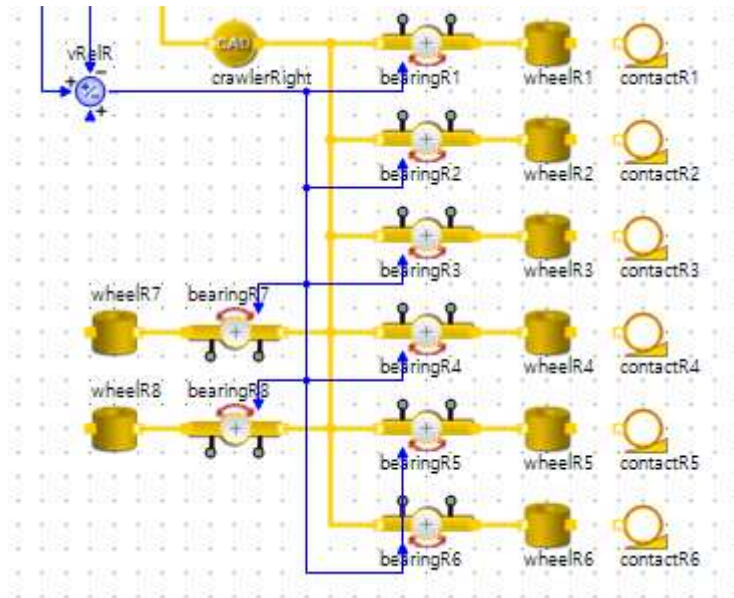 vRelR
CAD
crawlerRight
bearingR1
wheelR1
contactR1
bearingR2
wheelR2
contactR2
bearingR3
wheelR3
contactR3
wheelR7
bearingR7
bearingR4
wheelR4
contactR4
wheelR8
bearingR8
bearingR5
wheelR5
contactR5
bearingR6
wheelR6
contactR6